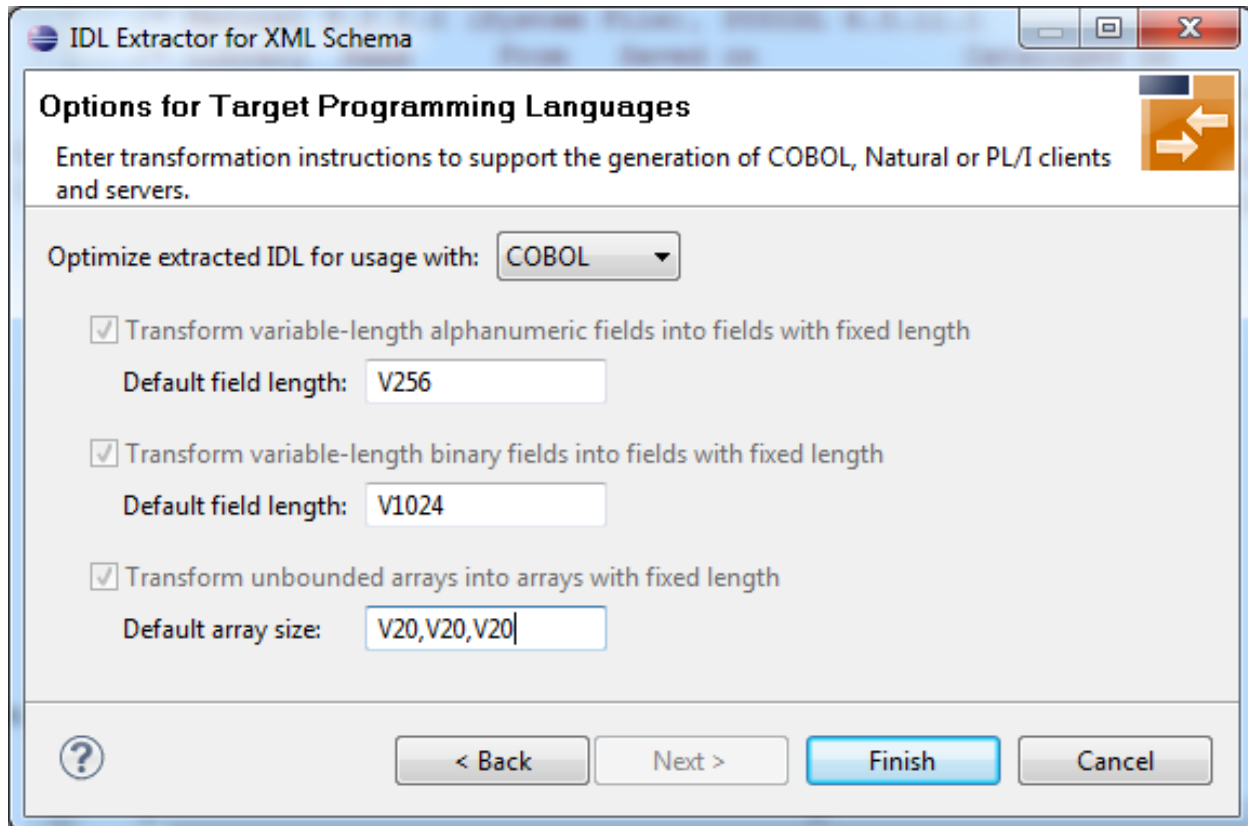 IDL Extractor for XML Schema
Options for Target Programming Languages
Enter transformation instructions to support the generation of COBOL, Natural or PL/I clients
and servers.
Optimize extracted IDL for usage with: COBOL
Transform variable-length alphanumeric fields into fields with fixed length
Default field length: V256
Transform variable-length binary fields into fields with fixed length
Default field length: V1024
Transform unbounded arrays into arrays with fixed length
Default array size: V20,V20,V20
< Back Next > Finish Cancel